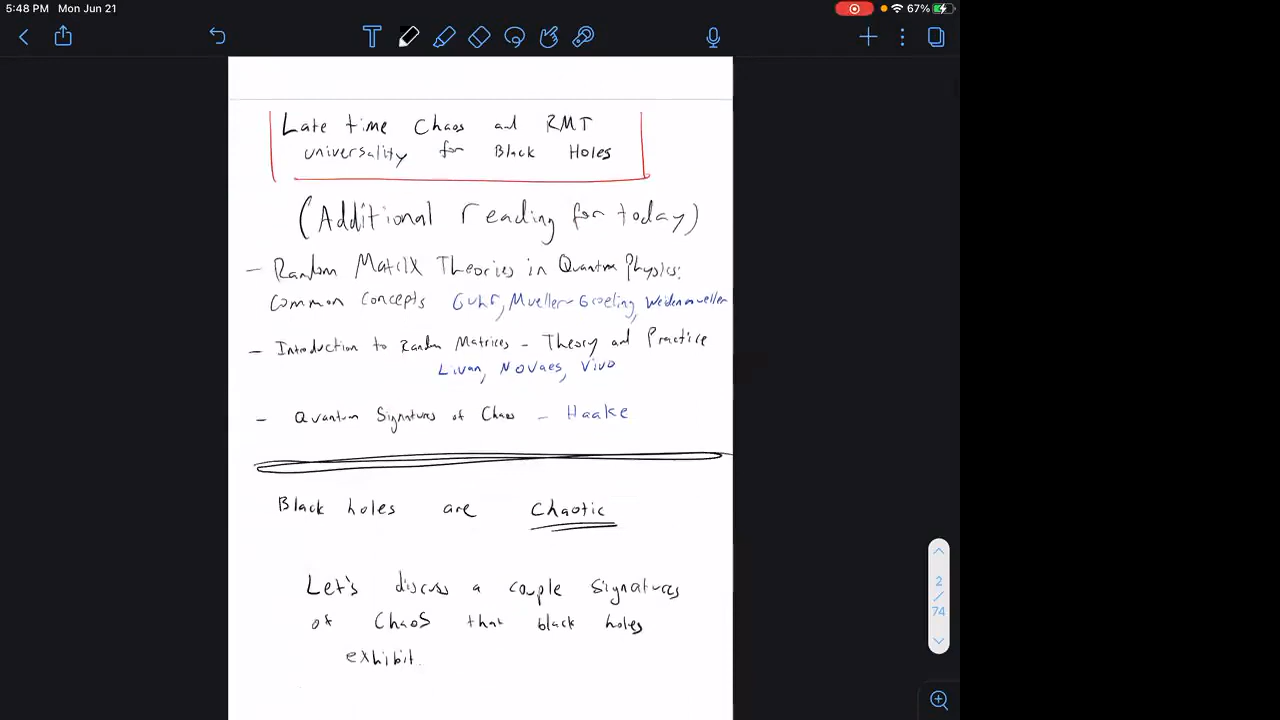 5:48 PM Mon Jun 21
67%
T
Late time Chaos and RMT
universality for Black Holes
(Additional reading for today)
- Random Matrix Theories in Quantum Physics:
Common Concepts Guhr, Mueller-Groeling, Weidenmueller
- Introduction to Random Matrices - Theory and Practice
Livan, Novaes, Vivo
- Quantum Signatures of Chaos - Haake
Black holes are Chaotic
Let's discuss a couple signatures
of Chaos that black holes
exhibit.
2
/
74